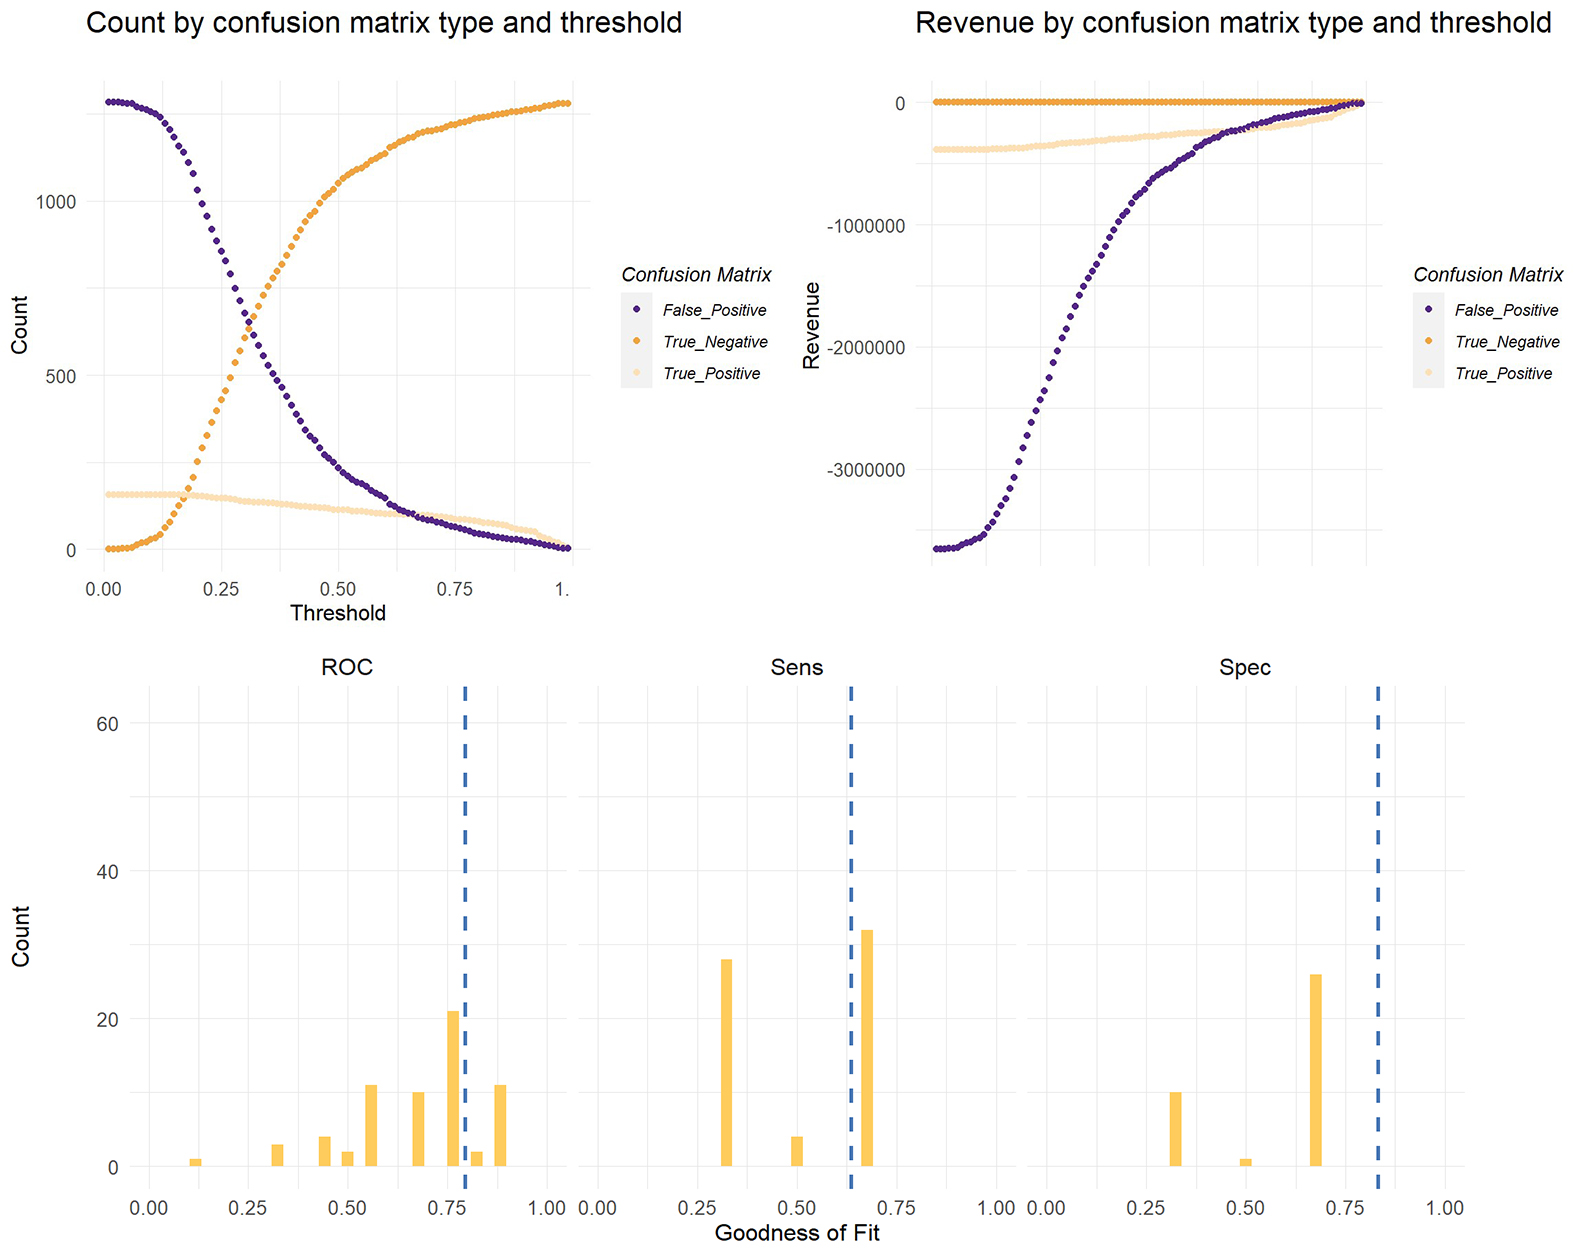 Count by confusion matrix type and threshold
Count
1000
500
0
0.00 0.25 0.50 0.75 1.
Threshold
Confusion Matrix
False_Positive
True_Negative
True_Positive
Revenue by confusion matrix type and threshold
Revenue
0
-1000000
-2000000
-3000000
Confusion Matrix
False_Positive
True_Negative
True_Positive
ROC
Sens
Spec
Count
60
40
20
0
0.00 0.25 0.50 0.75 1.00
0.00 0.25 0.50 0.75 1.00
0.00 0.25 0.50 0.75 1.00
Goodness of Fit